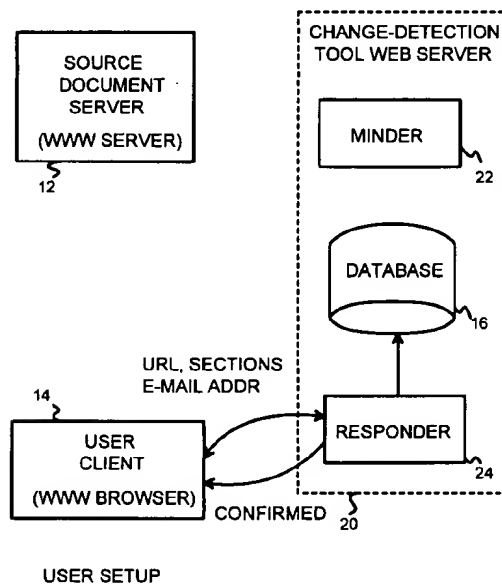 SOURCE
DOCUMENT
SERVER
(WWW SERVER)
12
CHANGE-DETECTION
TOOL WEB SERVER
MINDER
22
DATABASE
16
URL, SECTIONS
E-MAIL ADDR
14
USER
CLIENT
(WWW BROWSER)
RESPONDER
24
CONFIRMED
20
USER SETUP